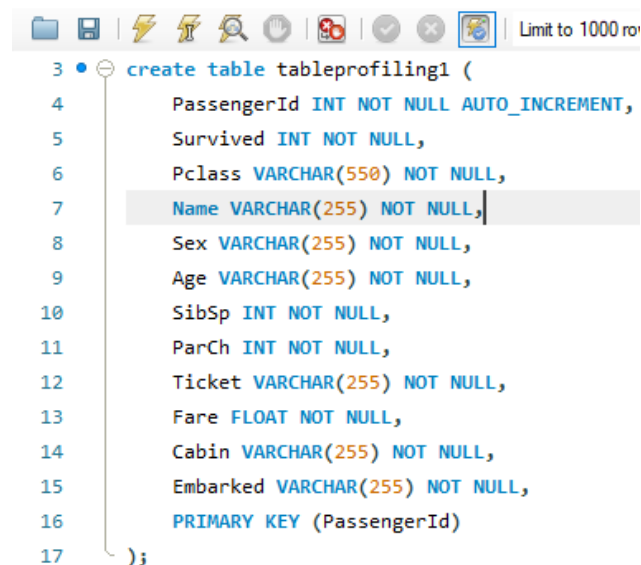 Limit to 1000 ro
3 create table tableprofiling1 (
4 PassengerId INT NOT NULL AUTO_INCREMENT,
5 Survived INT NOT NULL,
6 Pclass VARCHAR(550) NOT NULL,
7 Name VARCHAR(255) NOT NULL,
8 Sex VARCHAR(255) NOT NULL,
9 Age VARCHAR(255) NOT NULL,
10 SibSp INT NOT NULL,
11 ParCh INT NOT NULL,
12 Ticket VARCHAR(255) NOT NULL,
13 Fare FLOAT NOT NULL,
14 Cabin VARCHAR(255) NOT NULL,
15 Embarked VARCHAR(255) NOT NULL,
16 PRIMARY KEY (PassengerId)
17 );